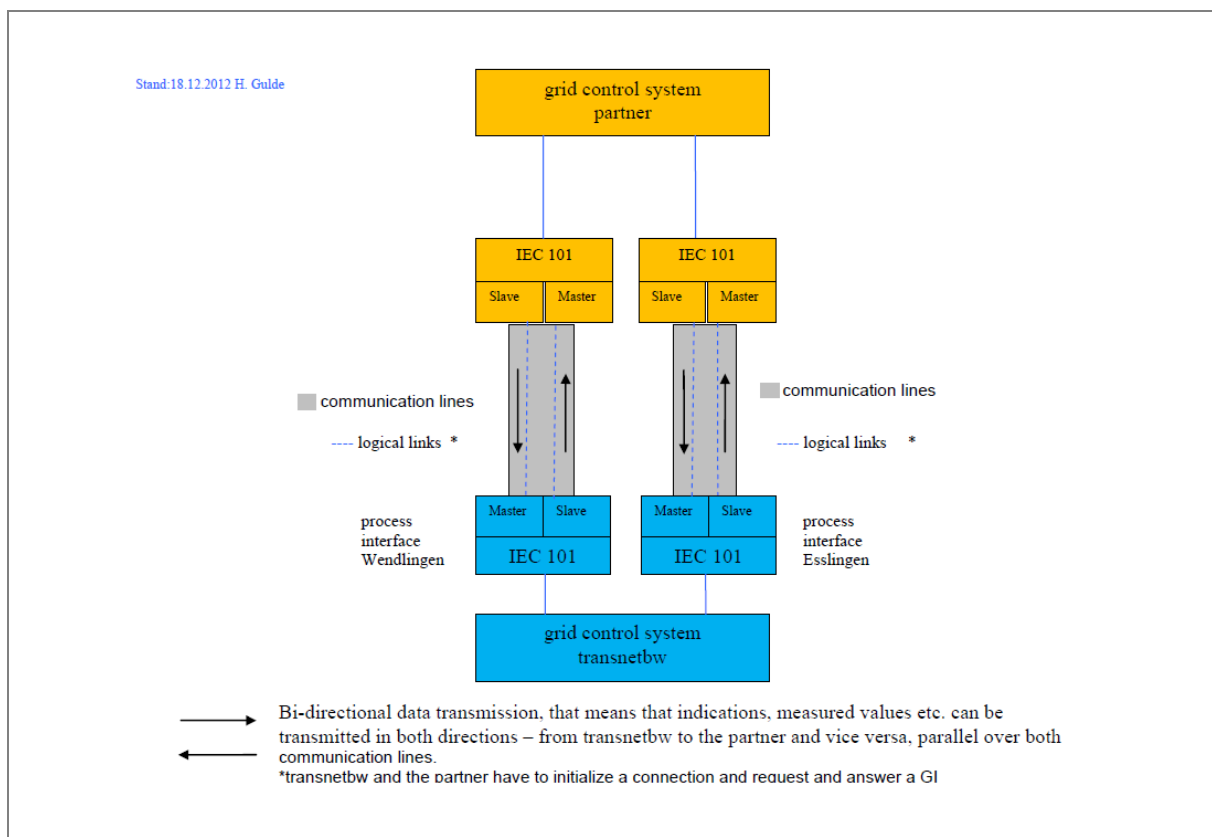 Stand:18.12.2012 H. Gulde
grid control system
partner
IEC 101
IEC 101
Slave
Master
Slave
Master
communication lines
communication lines
---- logical links *
---- logical links *
process
interface
Wendlingen
Master
Slave
IEC 101
Master
Slave
IEC 101
process
interface
Esslingen
grid control system
transnetbw
Bi-directional data transmission, that means that indications, measured values etc. can be
transmitted in both directions – from transnetbw to the partner and vice versa, parallel over both
communication lines.
*transnetbw and the partner have to initialize a connection and request and answer a GI